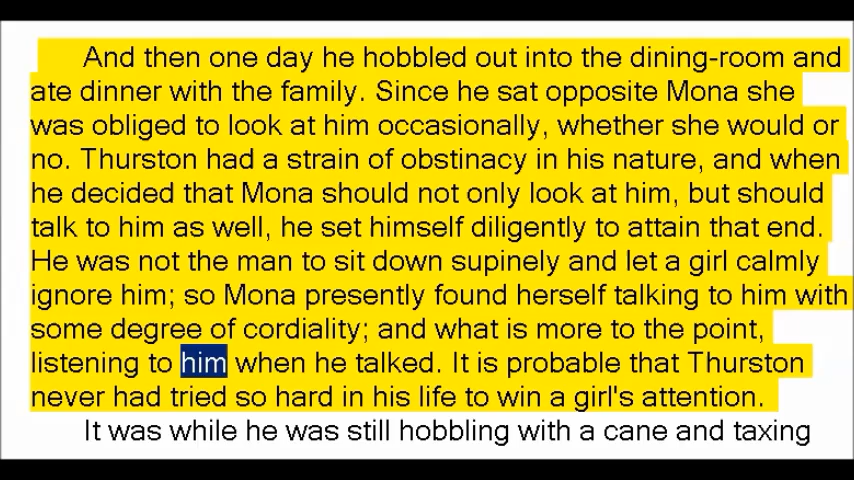 And then one day he hobbled out into the dining-room and
ate dinner with the family. Since he sat opposite Mona she
was obliged to look at him occasionally, whether she would or
no. Thurston had a strain of obstinacy in his nature, and when
he decided that Mona should not only look at him, but should
talk to him as well, he set himself diligently to attain that end.
He was not the man to sit down supinely and let a girl calmly
ignore him; so Mona presently found herself talking to him with
some degree of cordiality; and what is more to the point,
listening to him when he talked. It is probable that Thurston
never had tried so hard in his life to win a girl's attention.
It was while he was still hobbling with a cane and taxing